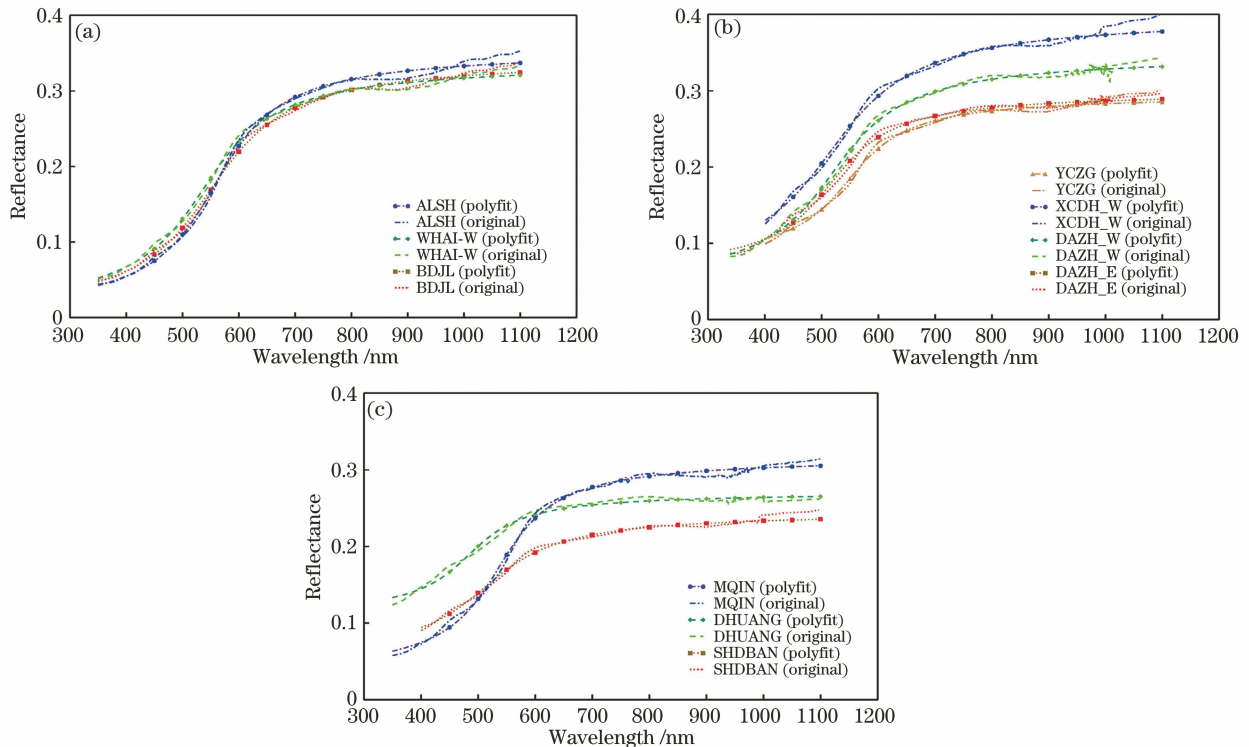 (a)
0.4
0.3
0.2
0.1
0
Reflectance
300 400 500 600 700 800 900 1000 1100 1200
Wavelength /nm
ALSH (polyfit)
ALSH (original)
WHAI-W (polyfit)
WHAI-W (original)
BDJL (polyfit)
BDJL (original)
(b)
0.4
0.3
0.2
0.1
0
Reflectance
300 400 500 600 700 800 900 1000 1100 1200
Wavelength /nm
YCZG (polyfit)
YCZG (original)
XCDH_W (polyfit)
XCDH_W (original)
DAZH_W (polyfit)
DAZH_W (original)
DAZH_E (polyfit)
DAZH_E (original)
(c)
0.4
0.3
0.2
0.1
0
Reflectance
300 400 500 600 700 800 900 1000 1100 1200
Wavelength /nm
MQIN (polyfit)
MQIN (original)
DHUANG (polyfit)
DHUANG (original)
SHDBAN (polyfit)
SHDBAN (original)